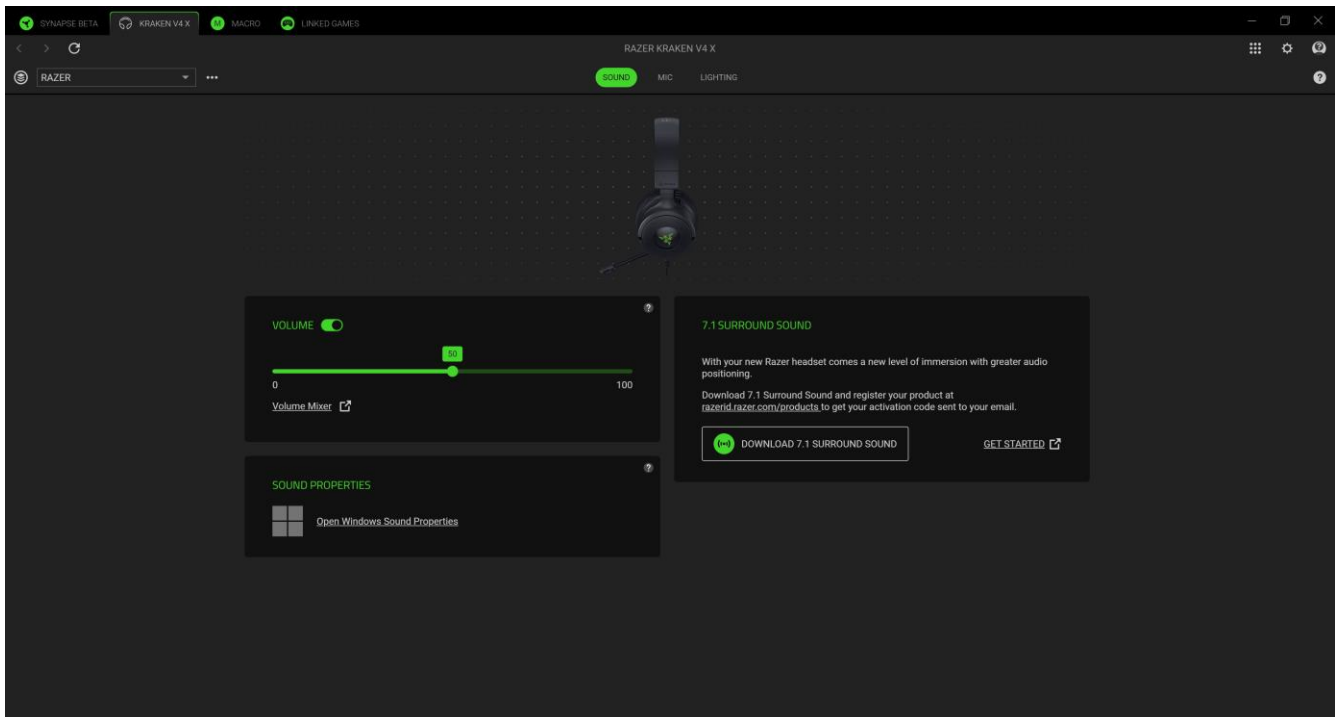 SYNAPSE BETA
KRAKEN V4 X
MACRO
LINKED GAMES
RAZER KRAKEN V4 X
RAZER
SOUND
MIC
LIGHTING
VOLUME
50
0
100
Volume Mixer
SOUND PROPERTIES
Open Windows Sound Properties
7.1 SURROUND SOUND
With your new Razer headset comes a new level of immersion with greater audio
positioning.
Download 7.1 Surround Sound and register your product at
razerid.razer.com/products to get your activation code sent to your email.
DOWNLOAD 7.1 SURROUND SOUND
GET STARTED